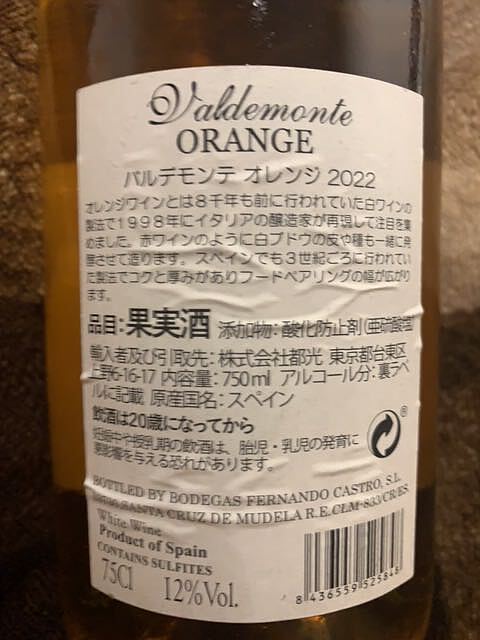 Valdemonte
ORANGE
バルデモンテ オレンジ 2022
オレンジワインとは8千年も前に行われていた白ワインの
製法で1998年にイタリアの醸造家が再現して注目を集
めました。赤ワインのように白ブドウの皮や種も一緒に発
酵させて造ります。スペインでも3世紀ごろに行われてい
た製法でコクと厚みがありフードペアリングの幅が広がり
ます。
品目:果実酒 添加物:酸化防止剤(亜硫酸塩)
輸入者及び引取先:株式会社都光 東京都台東区
上野6-16-17 内容量:750ml アルコール分:裏ラベ
ルに記載 原産国名:スペイン
飲酒は20歳になってから
妊娠中や授乳期の飲酒は、胎児・乳児の発育に
悪影響を与える恐れがあります。
BOTTLED BY BODEGAS FERNANDO CASTRO, S.L.
SANTA CRUZ DE MUDELA R.E. CLM-833/CR/ES.
White Wine
Product of Spain
CONTAINS SULFITES
75Cl 12%Vol.
8 436559 525848